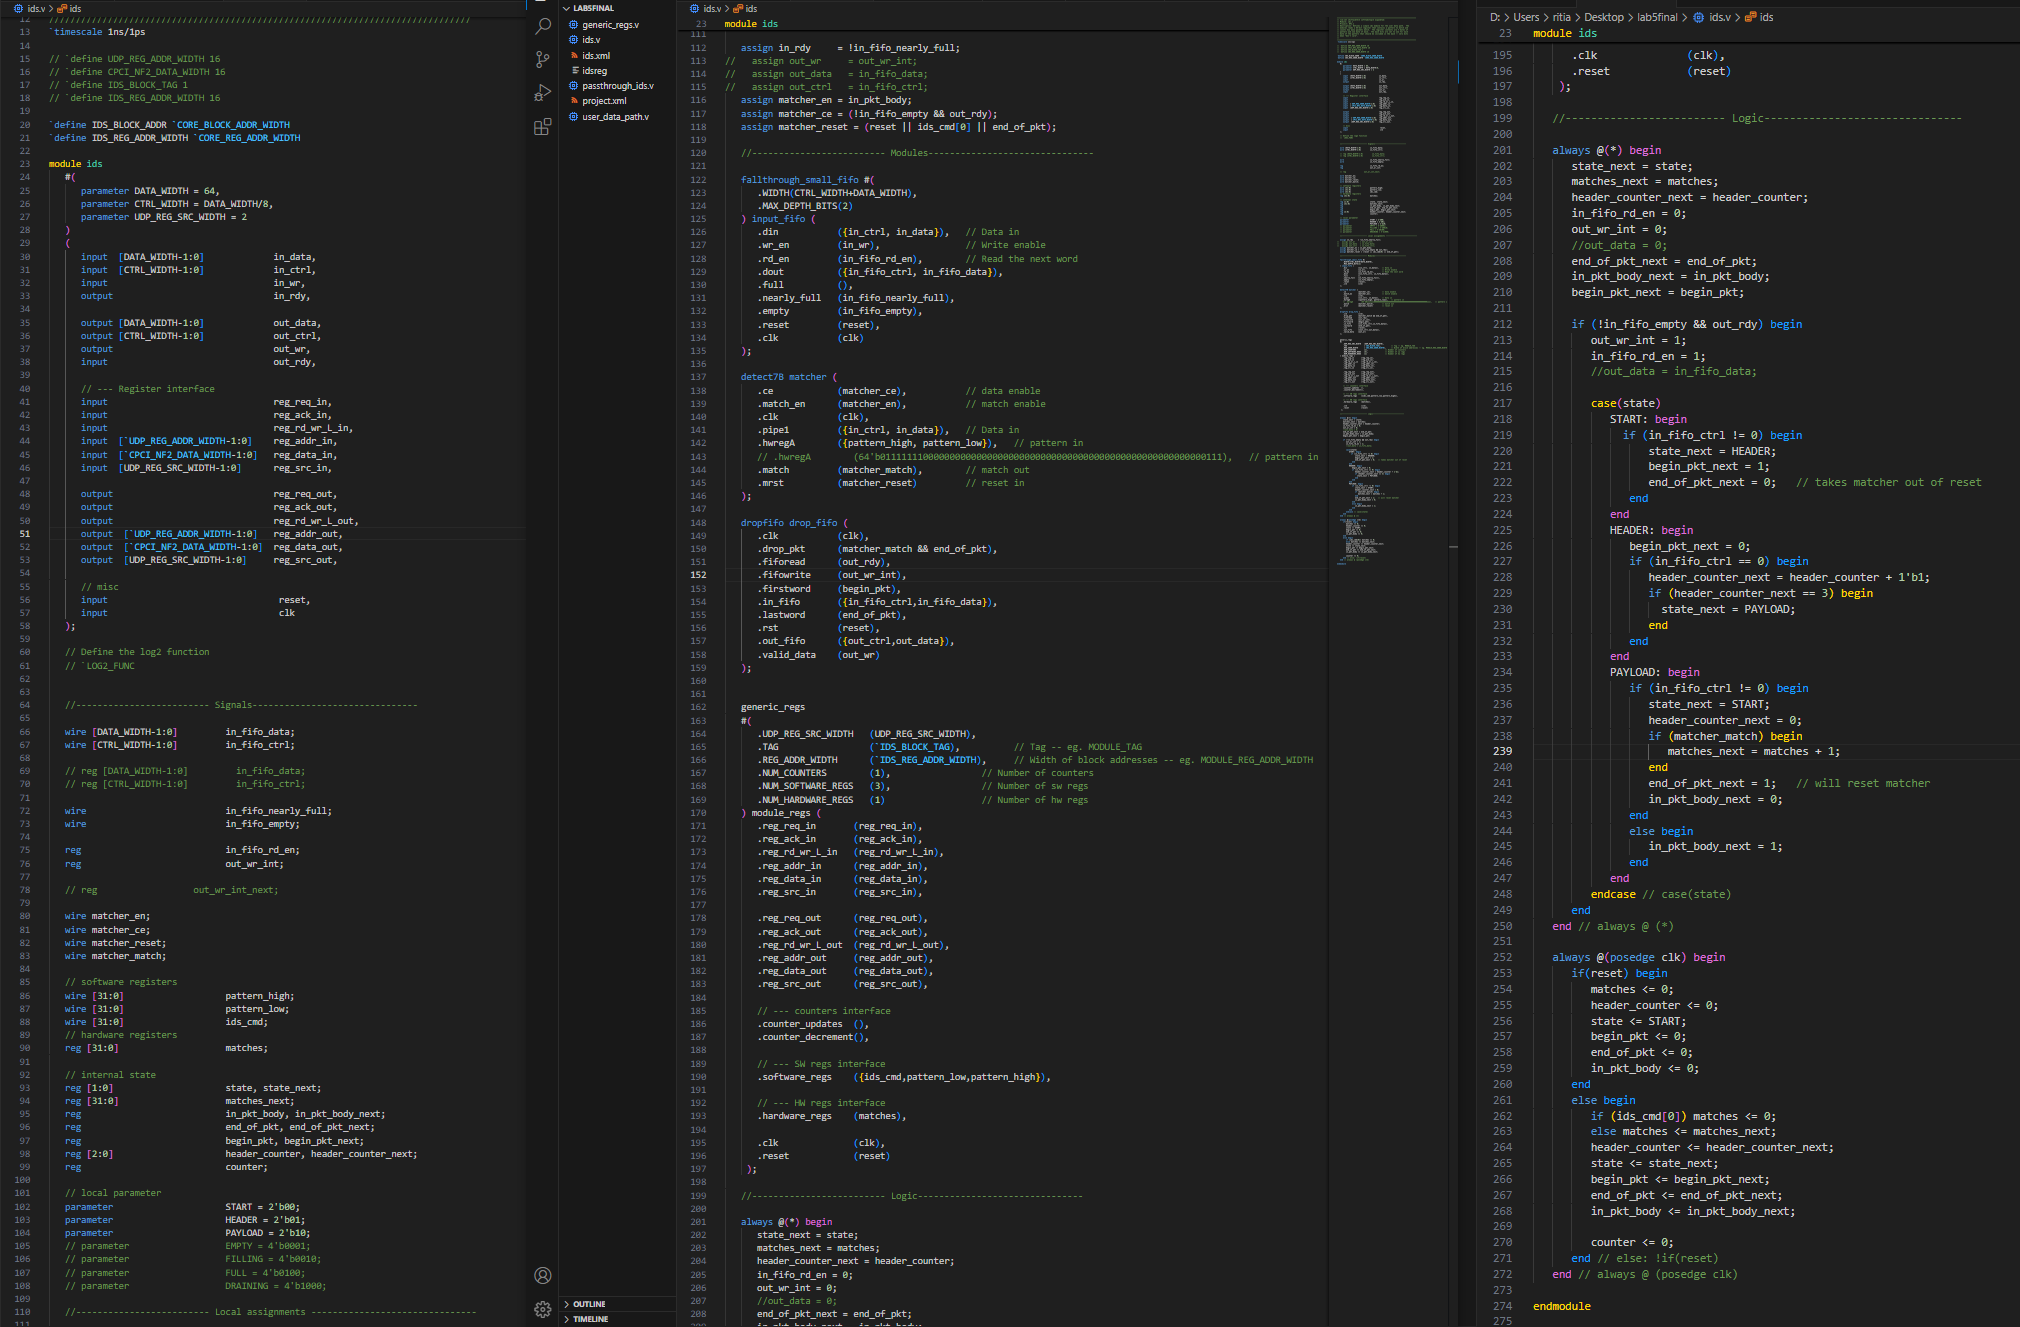 ids.v > ids
12 ////////////////////////////////////////////////////////////////////////////////
13 `timescale 1ns/1ps
14
15 // `define UDP_REG_ADDR_WIDTH 16
16 // `define CPCI_NF2_DATA_WIDTH 16
17 // `define IDS_BLOCK_TAG 1
18 // `define IDS_REG_ADDR_WIDTH 16
19
20 `define IDS_BLOCK_ADDR `CORE_BLOCK_ADDR_WIDTH
21 `define IDS_REG_ADDR_WIDTH `CORE_REG_ADDR_WIDTH
22
23 module ids
24 #(
25 parameter DATA_WIDTH = 64,
26 parameter CTRL_WIDTH = DATA_WIDTH/8,
27 parameter UDP_REG_SRC_WIDTH = 2
28 )
29 (
30 input [DATA_WIDTH-1:0] in_data,
31 input [CTRL_WIDTH-1:0] in_ctrl,
32 input in_wr,
33 output in_rdy,
34
35 output [DATA_WIDTH-1:0] out_data,
36 output [CTRL_WIDTH-1:0] out_ctrl,
37 output out_wr,
38 input out_rdy,
39
40 // --- Register interface
41 input reg_req_in,
42 input reg_ack_in,
43 input reg_rd_wr_L_in,
44 input [`UDP_REG_ADDR_WIDTH-1:0] reg_addr_in,
45 input [`CPCI_NF2_DATA_WIDTH-1:0] reg_data_in,
46 input [UDP_REG_SRC_WIDTH-1:0] reg_src_in,
47
48 output reg_req_out,
49 output reg_ack_out,
50 output reg_rd_wr_L_out,
51 output [`UDP_REG_ADDR_WIDTH-1:0] reg_addr_out,
52 output [`CPCI_NF2_DATA_WIDTH-1:0] reg_data_out,
53 output [UDP_REG_SRC_WIDTH-1:0] reg_src_out,
54
55 // misc
56 input reset,
57 input clk
58 );
59
60 // Define the log2 function
61 // `LOG2_FUNC
62
63
64 //------------------------- Signals-------------------------------
65
66 wire [DATA_WIDTH-1:0] in_fifo_data;
67 wire [CTRL_WIDTH-1:0] in_fifo_ctrl;
68
69 // reg [DATA_WIDTH-1:0] in_fifo_data;
70 // reg [CTRL_WIDTH-1:0] in_fifo_ctrl;
71
72 wire in_fifo_nearly_full;
73 wire in_fifo_empty;
74
75 reg in_fifo_rd_en;
76 reg out_wr_int;
77
78 // reg out_wr_int_next;
79
80 wire matcher_en;
81 wire matcher_ce;
82 wire matcher_reset;
83 wire matcher_match;
84
85 // software registers
86 wire [31:0] pattern_high;
87 wire [31:0] pattern_low;
88 wire [31:0] ids_cmd;
89 // hardware registers
90 reg [31:0] matches;
91
92 // internal state
93 reg [1:0] state, state_next;
94 reg [31:0] matches_next;
95 reg in_pkt_body, in_pkt_body_next;
96 reg end_of_pkt, end_of_pkt_next;
97 reg begin_pkt, begin_pkt_next;
98 reg [2:0] header_counter, header_counter_next;
99 reg counter;
100
101 // local parameter
102 parameter START = 2'b00;
103 parameter HEADER = 2'b01;
104 parameter PAYLOAD = 2'b10;
105 // parameter EMPTY = 4'b0001;
106 // parameter FILLING = 4'b0010;
107 // parameter FULL = 4'b0100;
108 // parameter DRAINING = 4'b1000;
109
110 //------------------------- Local assignments -------------------------------
111
LAB5FINAL
generic_regs.v
ids.v
ids.xml
idsreg
passthrough_ids.v
project.xml
user_data_path.v
OUTLINE
TIMELINE
ids.v > ids
23 module ids
111
112 assign in_rdy = !in_fifo_nearly_full;
113 // assign out_wr = out_wr_int;
114 // assign out_data = in_fifo_data;
115 // assign out_ctrl = in_fifo_ctrl;
116 assign matcher_en = in_pkt_body;
117 assign matcher_ce = (!in_fifo_empty && out_rdy);
118 assign matcher_reset = (reset || ids_cmd[0] || end_of_pkt);
119
120 //------------------------- Modules-------------------------------
121
122 fallthrough_small_fifo #(
123 .WIDTH(CTRL_WIDTH+DATA_WIDTH),
124 .MAX_DEPTH_BITS(2)
125 ) input_fifo (
126 .din ({in_ctrl, in_data}), // Data in
127 .wr_en (in_wr), // Write enable
128 .rd_en (in_fifo_rd_en), // Read the next word
129 .dout ({in_fifo_ctrl, in_fifo_data}),
130 .full (),
131 .nearly_full (in_fifo_nearly_full),
132 .empty (in_fifo_empty),
133 .reset (reset),
134 .clk (clk)
135 );
136
137 detect7B matcher (
138 .ce (matcher_ce), // data enable
139 .match_en (matcher_en), // match enable
140 .clk (clk),
141 .pipe1 ({in_ctrl, in_data}), // Data in
142 .hwregA ({pattern_high, pattern_low}), // pattern in
143 // .hwregA // pattern in
144 .match (matcher_match), // match out
145 .mrst (matcher_reset) // reset in
146 );
147
148 dropfifo drop_fifo (
149 .clk (clk),
150 .drop_pkt (matcher_match && end_of_pkt),
151 .fiforead (out_rdy),
152 .fifowrite (out_wr_int),
153 .firstword (begin_pkt),
154 .in_fifo ({in_fifo_ctrl,in_fifo_data}),
155 .lastword (end_of_pkt),
156 .rst (reset),
157 .out_fifo ({out_ctrl,out_data}),
158 .valid_data (out_wr)
159 );
160
161
162 generic_regs
163 #(
164 .UDP_REG_SRC_WIDTH (UDP_REG_SRC_WIDTH),
165 .TAG (`IDS_BLOCK_TAG), // Tag -- eg. MODULE_TAG
166 .REG_ADDR_WIDTH (`IDS_REG_ADDR_WIDTH), // Width of block addresses -- eg. MODULE_REG_ADDR_WIDTH
167 .NUM_COUNTERS (1), // Number of counters
168 .NUM_SOFTWARE_REGS (3), // Number of sw regs
169 .NUM_HARDWARE_REGS (1) // Number of hw regs
170 ) module_regs (
171 .reg_req_in (reg_req_in),
172 .reg_ack_in (reg_ack_in),
173 .reg_rd_wr_L_in (reg_rd_wr_L_in),
174 .reg_addr_in (reg_addr_in),
175 .reg_data_in (reg_data_in),
176 .reg_src_in (reg_src_in),
177
178 .reg_req_out (reg_req_out),
179 .reg_ack_out (reg_ack_out),
180 .reg_rd_wr_L_out (reg_rd_wr_L_out),
181 .reg_addr_out (reg_addr_out),
182 .reg_data_out (reg_data_out),
183 .reg_src_out (reg_src_out),
184
185 // --- counters interface
186 .counter_updates (),
187 .counter_decrement(),
188
189 // --- SW regs interface
190 .software_regs ({ids_cmd,pattern_low,pattern_high}),
191
192 // --- HW regs interface
193 .hardware_regs (matches),
194
195 .clk (clk),
196 .reset (reset)
197 );
198
199 //------------------------- Logic-------------------------------
200
201 always @(*) begin
202 state_next = state;
203 matches_next = matches;
204 header_counter_next = header_counter;
205 in_fifo_rd_en = 0;
206 out_wr_int = 0;
207 //out_data = 0;
208 end_of_pkt_next = end_of_pkt;
D: > Users > ritia > Desktop > lab5final > ids.v > ids
23 module ids
195 .clk (clk),
196 .reset (reset)
197 );
198
199 //------------------------- Logic-------------------------------
200
201 always @(*) begin
202 state_next = state;
203 matches_next = matches;
204 header_counter_next = header_counter;
205 in_fifo_rd_en = 0;
206 out_wr_int = 0;
207 //out_data = 0;
208 end_of_pkt_next = end_of_pkt;
209 in_pkt_body_next = in_pkt_body;
210 begin_pkt_next = begin_pkt;
211
212 if (!in_fifo_empty && out_rdy) begin
213 out_wr_int = 1;
214 in_fifo_rd_en = 1;
215 //out_data = in_fifo_data;
216
217 case(state)
218 START: begin
219 if (in_fifo_ctrl != 0) begin
220 state_next = HEADER;
221 begin_pkt_next = 1;
222 end_of_pkt_next = 0; // takes matcher out of reset
223 end
224 end
225 HEADER: begin
226 begin_pkt_next = 0;
227 if (in_fifo_ctrl == 0) begin
228 header_counter_next = header_counter + 1'b1;
229 if (header_counter_next == 3) begin
230 state_next = PAYLOAD;
231 end
232 end
233 end
234 PAYLOAD: begin
235 if (in_fifo_ctrl != 0) begin
236 state_next = START;
237 header_counter_next = 0;
238 if (matcher_match) begin
239 matches_next = matches + 1;
240 end
241 end_of_pkt_next = 1; // will reset matcher
242 in_pkt_body_next = 0;
243 end
244 else begin
245 in_pkt_body_next = 1;
246 end
247 end
248 endcase // case(state)
249 end
250 end // always @ (*)
251
252 always @(posedge clk) begin
253 if(reset) begin
254 matches <= 0;
255 header_counter <= 0;
256 state <= START;
257 begin_pkt <= 0;
258 end_of_pkt <= 0;
259 in_pkt_body <= 0;
260 end
261 else begin
262 if (ids_cmd[0]) matches <= 0;
263 else matches <= matches_next;
264 header_counter <= header_counter_next;
265 state <= state_next;
266 begin_pkt <= begin_pkt_next;
267 end_of_pkt <= end_of_pkt_next;
268 in_pkt_body <= in_pkt_body_next;
269
270 counter <= 0;
271 end // else: !if(reset)
272 end // always @ (posedge clk)
273
274 endmodule
275